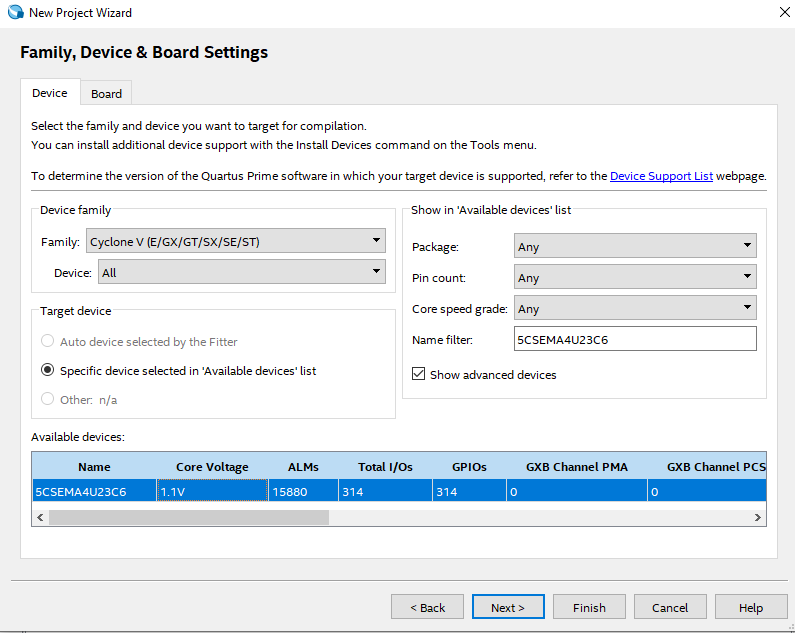 New Project Wizard
Family, Device & Board Settings
Device
Board
Select the family and device you want to target for compilation.
You can install additional device support with the Install Devices command on the Tools menu.
To determine the version of the Quartus Prime software in which your target device is supported, refer to the Device Support List webpage.
Device family
Family: Cyclone V (E/GX/GT/SX/SE/ST)
Device: All
Target device
Auto device selected by the Fitter
Specific device selected in 'Available devices' list
Other: n/a
Show in 'Available devices' list
Package: Any
Pin count: Any
Core speed grade: Any
Name filter: 5CSEMA4U23C6
Show advanced devices
Available devices:
Name Core Voltage ALMs Total I/Os GPIOs GXB Channel PMA GXB Channel PCS
5CSEMA4U23C6 1.1V 15880 314 314 0 0
< Back Next > Finish Cancel Help